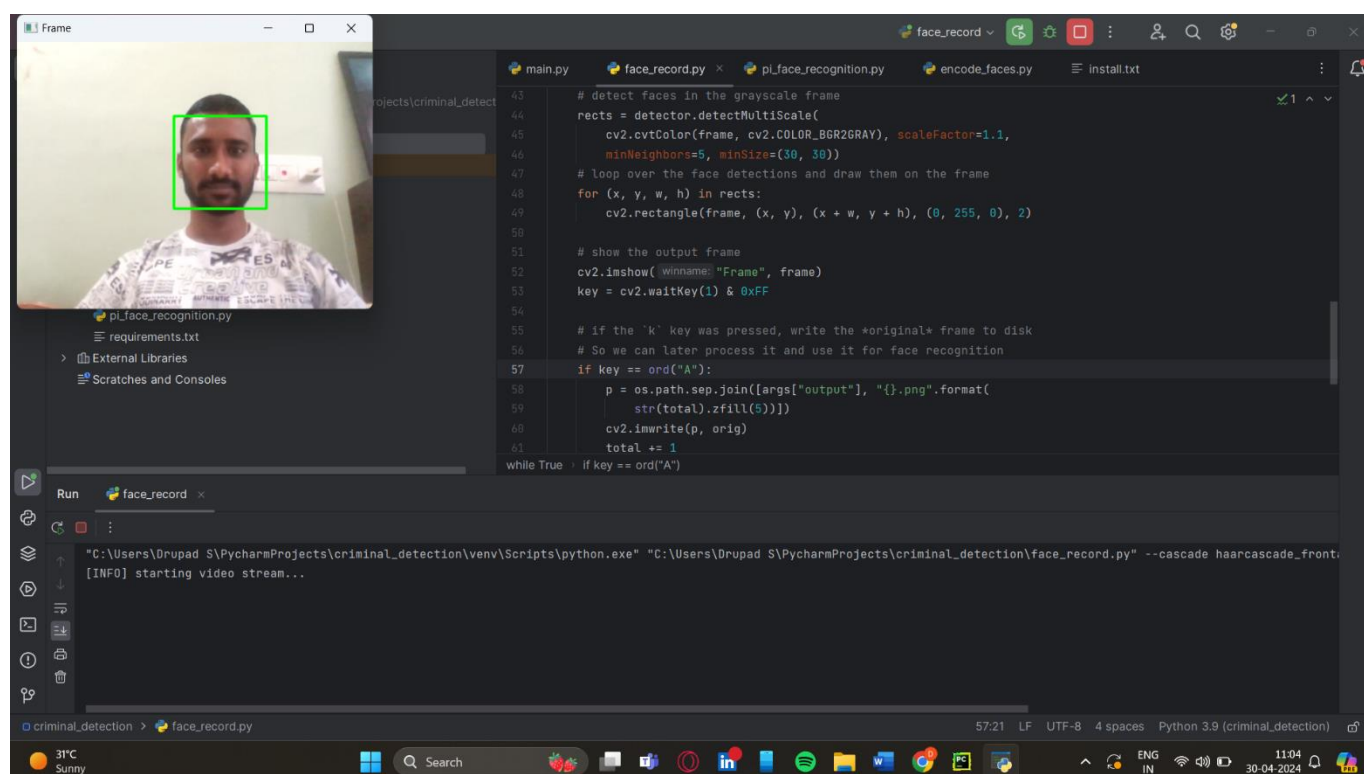 Frame
face_record
main.py
face_record.py
pi_face_recognition.py
encode_faces.py
install.txt
rojects\criminal_detect
1
43 # detect faces in the grayscale frame
44 rects = detector.detectMultiScale(
45 cv2.cvtColor(frame, cv2.COLOR_BGR2GRAY), scaleFactor=1.1,
46 minNeighbors=5, minSize=(30, 30))
47 # loop over the face detections and draw them on the frame
48 for (x, y, w, h) in rects:
49 cv2.rectangle(frame, (x, y), (x + w, y + h), (0, 255, 0), 2)
50
51 # show the output frame
52 cv2.imshow( winname: "Frame", frame)
53 key = cv2.waitKey(1) & 0xFF
54
55 # if the `k` key was pressed, write the *original* frame to disk
56 # So we can later process it and use it for face recognition
57 if key == ord("A"):
58 p = os.path.sep.join([args["output"], "{}.png".format(
59 str(total).zfill(5))])
60 cv2.imwrite(p, orig)
61 total += 1
while True › if key == ord("A")
PE
ES
AUTHENTIC ESCAPE THE
pi_face_recognition.py
requirements.txt
External Libraries
Scratches and Consoles
Run face_record
"C:\Users\Drupad S\PycharmProjects\criminal_detection\venv\Scripts\python.exe" "C:\Users\Drupad S\PycharmProjects\criminal_detection\face_record.py" --cascade haarcascade_front
[INFO] starting video stream...
criminal_detection > face_record.py
57:21 LF UTF-8 4 spaces Python 3.9 (criminal_detection)
31°C
Sunny
Search
ENG
IN
11:04
30-04-2024